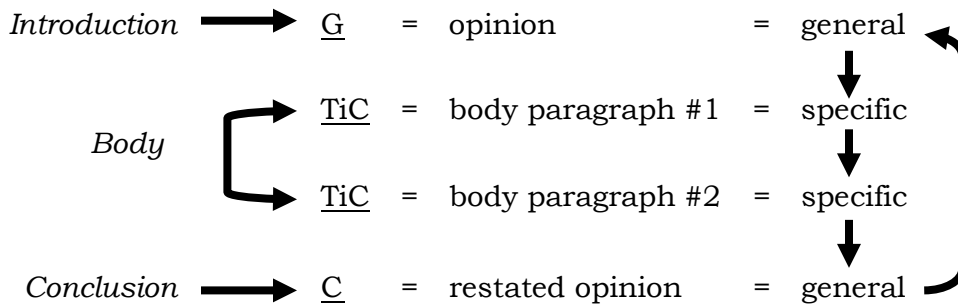 Introduction G = opinion = general
TiC = body paragraph #1 = specific
Body
TiC = body paragraph #2 = specific
Conclusion C = restated opinion = general